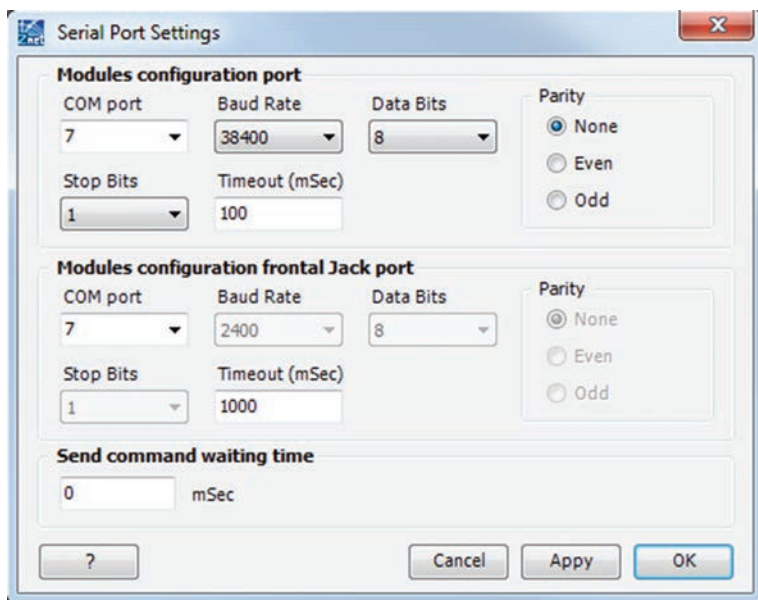 Serial Port Settings
Modules configuration port
COM port Baud Rate Data Bits Parity
7 38400 8 None
Even
Stop Bits Timeout (mSec)
1 100 Odd
Modules configuration frontal Jack port
COM port Baud Rate Data Bits Parity
7 2400 8 None
Even
Stop Bits Timeout (mSec)
1 1000 Odd
Send command waiting time
0 mSec
? Cancel Appy OK